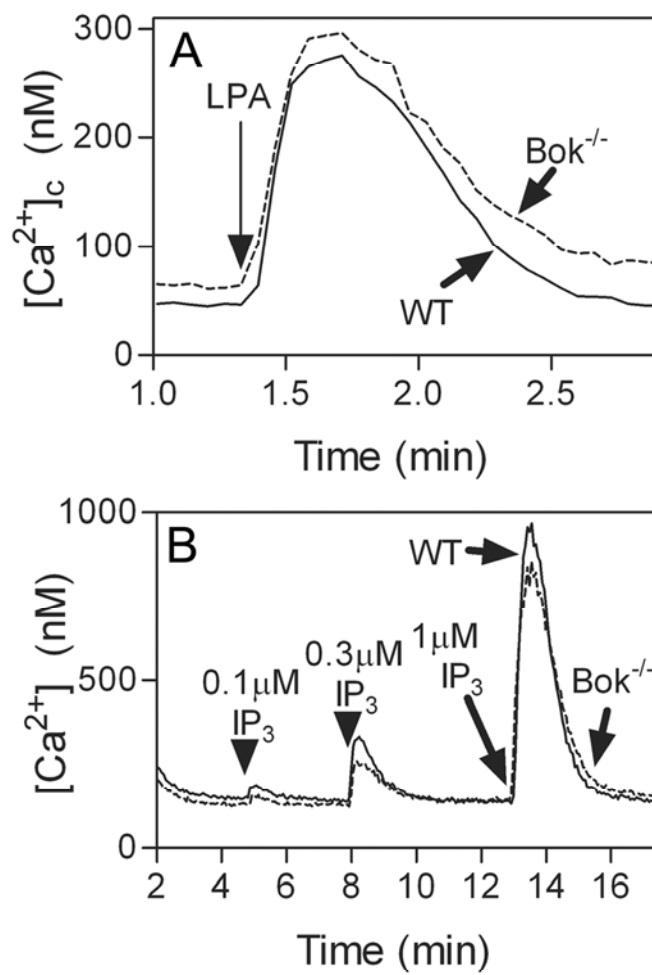 A
[Ca²⁺]c (nM)
300
200
100
0
LPA
Bok⁻/⁻
WT
1.0 1.5 2.0 2.5
Time (min)
B
[Ca²⁺] (nM)
1000
500
0
WT
0.1μM
IP₃
0.3μM
IP₃
1μM
IP₃
Bok⁻/⁻
2 4 6 8 10 12 14 16
Time (min)